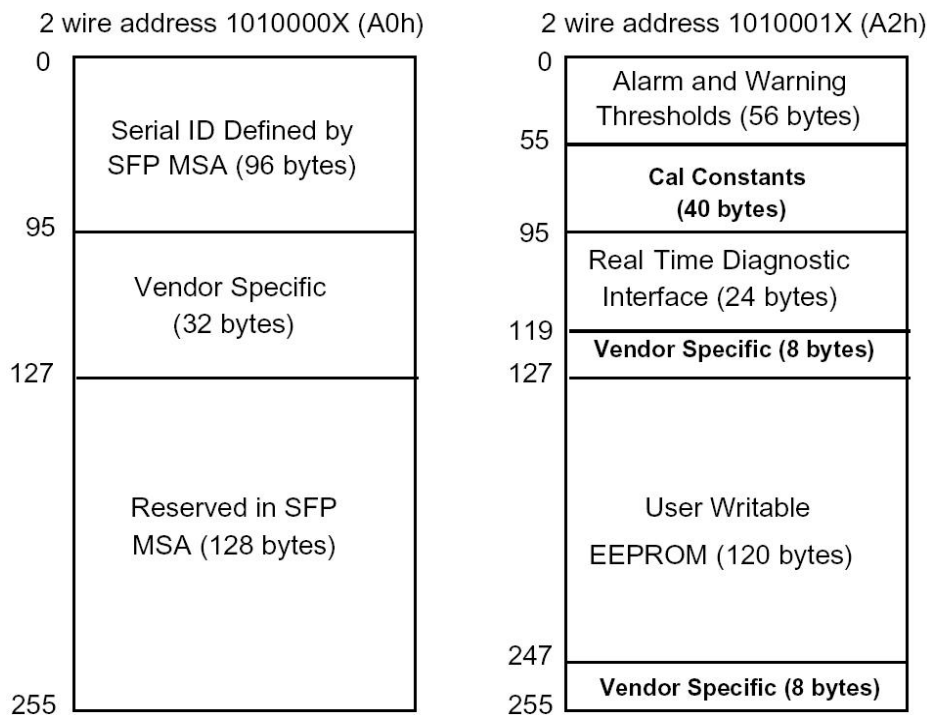 2 wire address 1010000X (A0h)
0
Serial ID Defined by
SFP MSA (96 bytes)
95
Vendor Specific
(32 bytes)
127
Reserved in SFP
MSA (128 bytes)
255
2 wire address 1010001X (A2h)
0
Alarm and Warning
Thresholds (56 bytes)
55
Cal Constants
(40 bytes)
95
Real Time Diagnostic
Interface (24 bytes)
119
Vendor Specific (8 bytes)
127
User Writable
EEPROM (120 bytes)
247
Vendor Specific (8 bytes)
255